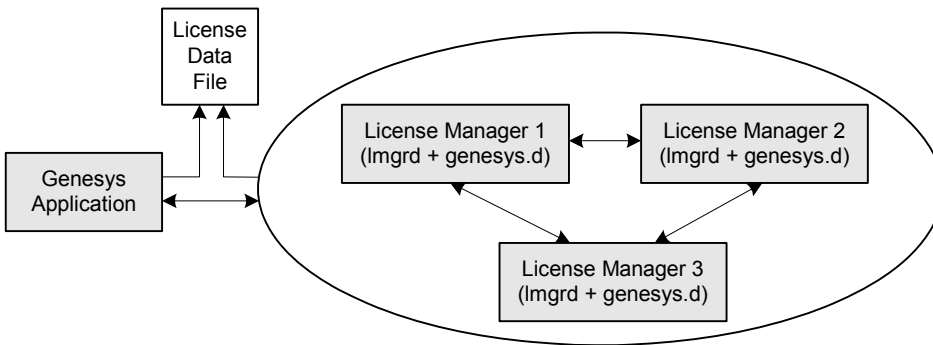 License
Data
File
Genesys
Application
License Manager 1
(lmgrd + genesys.d)
License Manager 2
(lmgrd + genesys.d)
License Manager 3
(lmgrd + genesys.d)